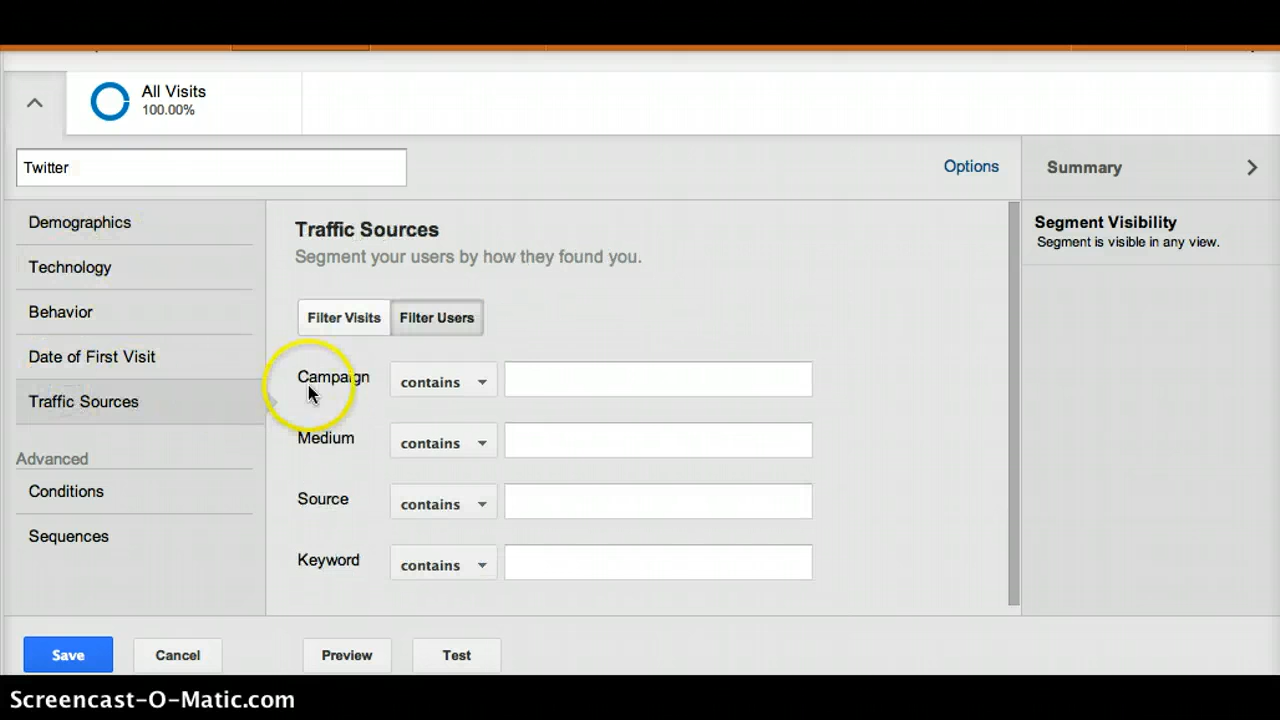 All Visits
100.00%
Twitter
Options
Summary
Demographics
Technology
Behavior
Date of First Visit
Traffic Sources
Advanced
Conditions
Sequences
Traffic Sources
Segment your users by how they found you.
Filter Visits Filter Users
Campaign contains
Medium contains
Source contains
Keyword contains
Segment Visibility
Segment is visible in any view.
Save Cancel Preview Test
Screencast-O-Matic.com